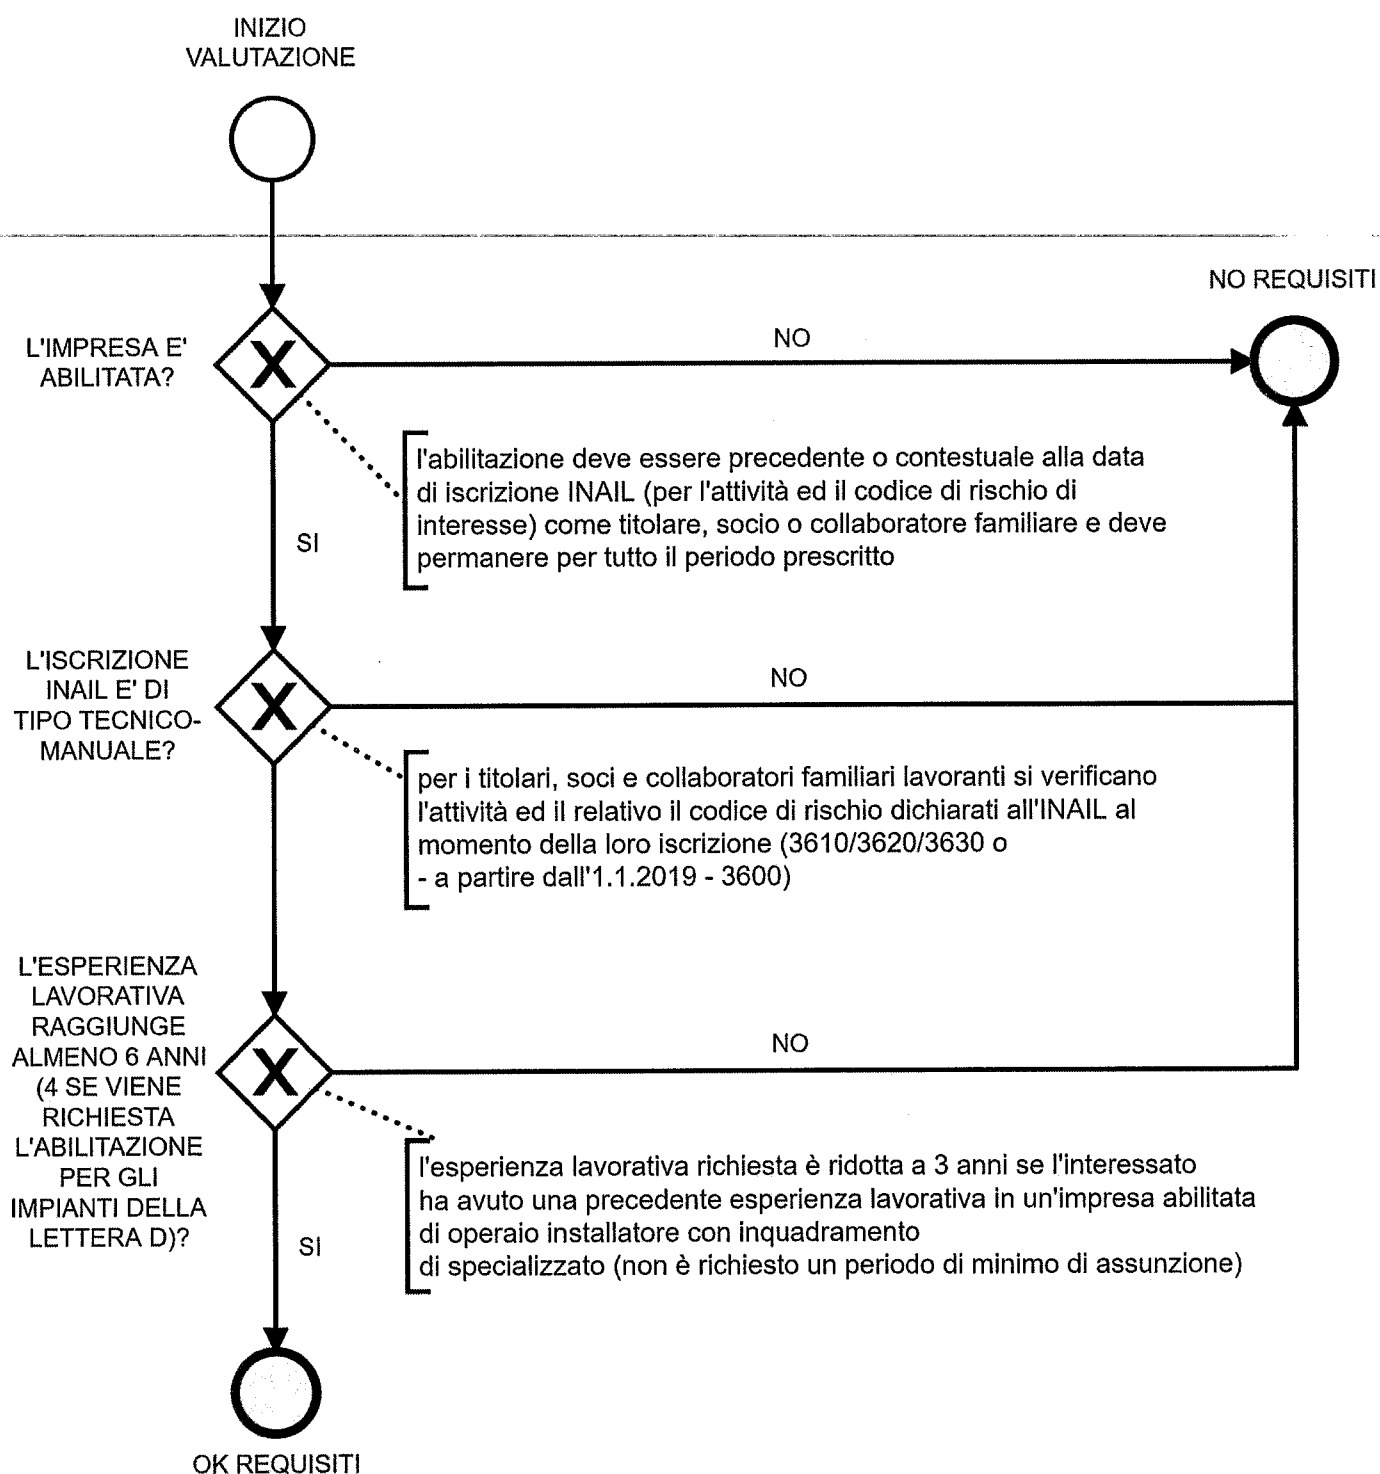 INIZIO
VALUTAZIONE
NO REQUISITI
L'IMPRESA E'
ABILITATA?
X
NO
l'abilitazione deve essere precedente o contestuale alla data
di iscrizione INAIL (per l'attività ed il codice di rischio di
interesse) come titolare, socio o collaboratore familiare e deve
permanere per tutto il periodo prescritto
SI
L'ISCRIZIONE
INAIL E' DI
TIPO TECNICO-
MANUALE?
X
NO
per i titolari, soci e collaboratori familiari lavoranti si verificano
l'attività ed il relativo il codice di rischio dichiarati all'INAIL al
momento della loro iscrizione (3610/3620/3630 o
- a partire dall'1.1.2019 - 3600)
L'ESPERIENZA
LAVORATIVA
RAGGIUNGE
ALMENO 6 ANNI
(4 SE VIENE
RICHIESTA
L'ABILITAZIONE
PER GLI
IMPIANTI DELLA
LETTERA D)?
X
NO
l'esperienza lavorativa richiesta è ridotta a 3 anni se l'interessato
ha avuto una precedente esperienza lavorativa in un'impresa abilitata
di operaio installatore con inquadramento
di specializzato (non è richiesto un periodo di minimo di assunzione)
SI
OK REQUISITI